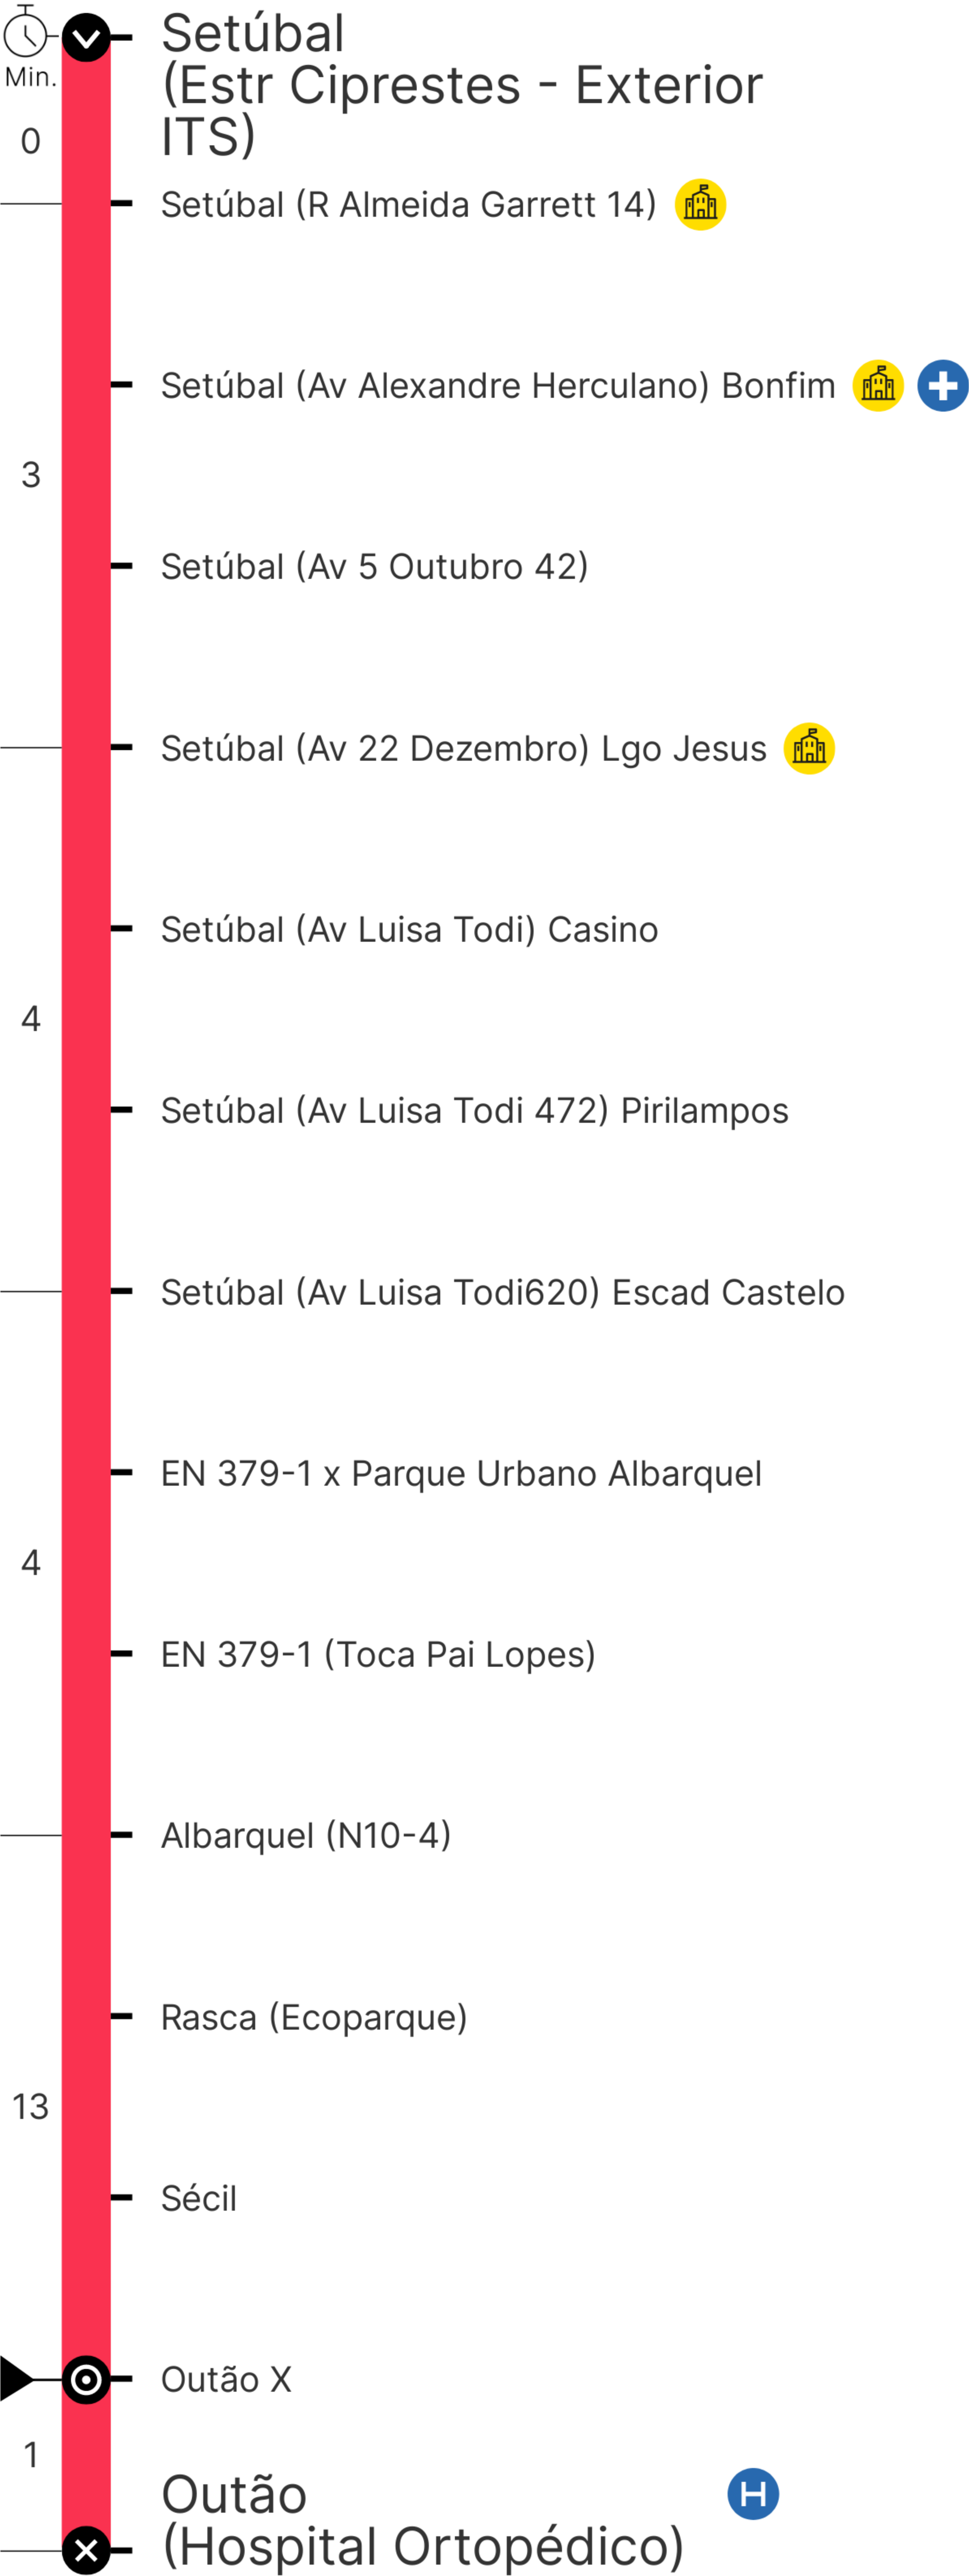 Setúbal
(Estr Ciprestes - Exterior
ITS)
Min.
0
Setúbal (R Almeida Garrett 14)
Setúbal (Av Alexandre Herculano) Bonfim
3
Setúbal (Av 5 Outubro 42)
Setúbal (Av 22 Dezembro) Lgo Jesus
Setúbal (Av Luisa Todi) Casino
4
Setúbal (Av Luisa Todi 472) Pirilampos
Setúbal (Av Luisa Todi620) Escad Castelo
EN 379-1 x Parque Urbano Albarquel
4
EN 379-1 (Toca Pai Lopes)
Albarquel (N10-4)
Rasca (Ecoparque)
13
Sécil
Outão X
1
Outão
H
(Hospital Ortopédico)